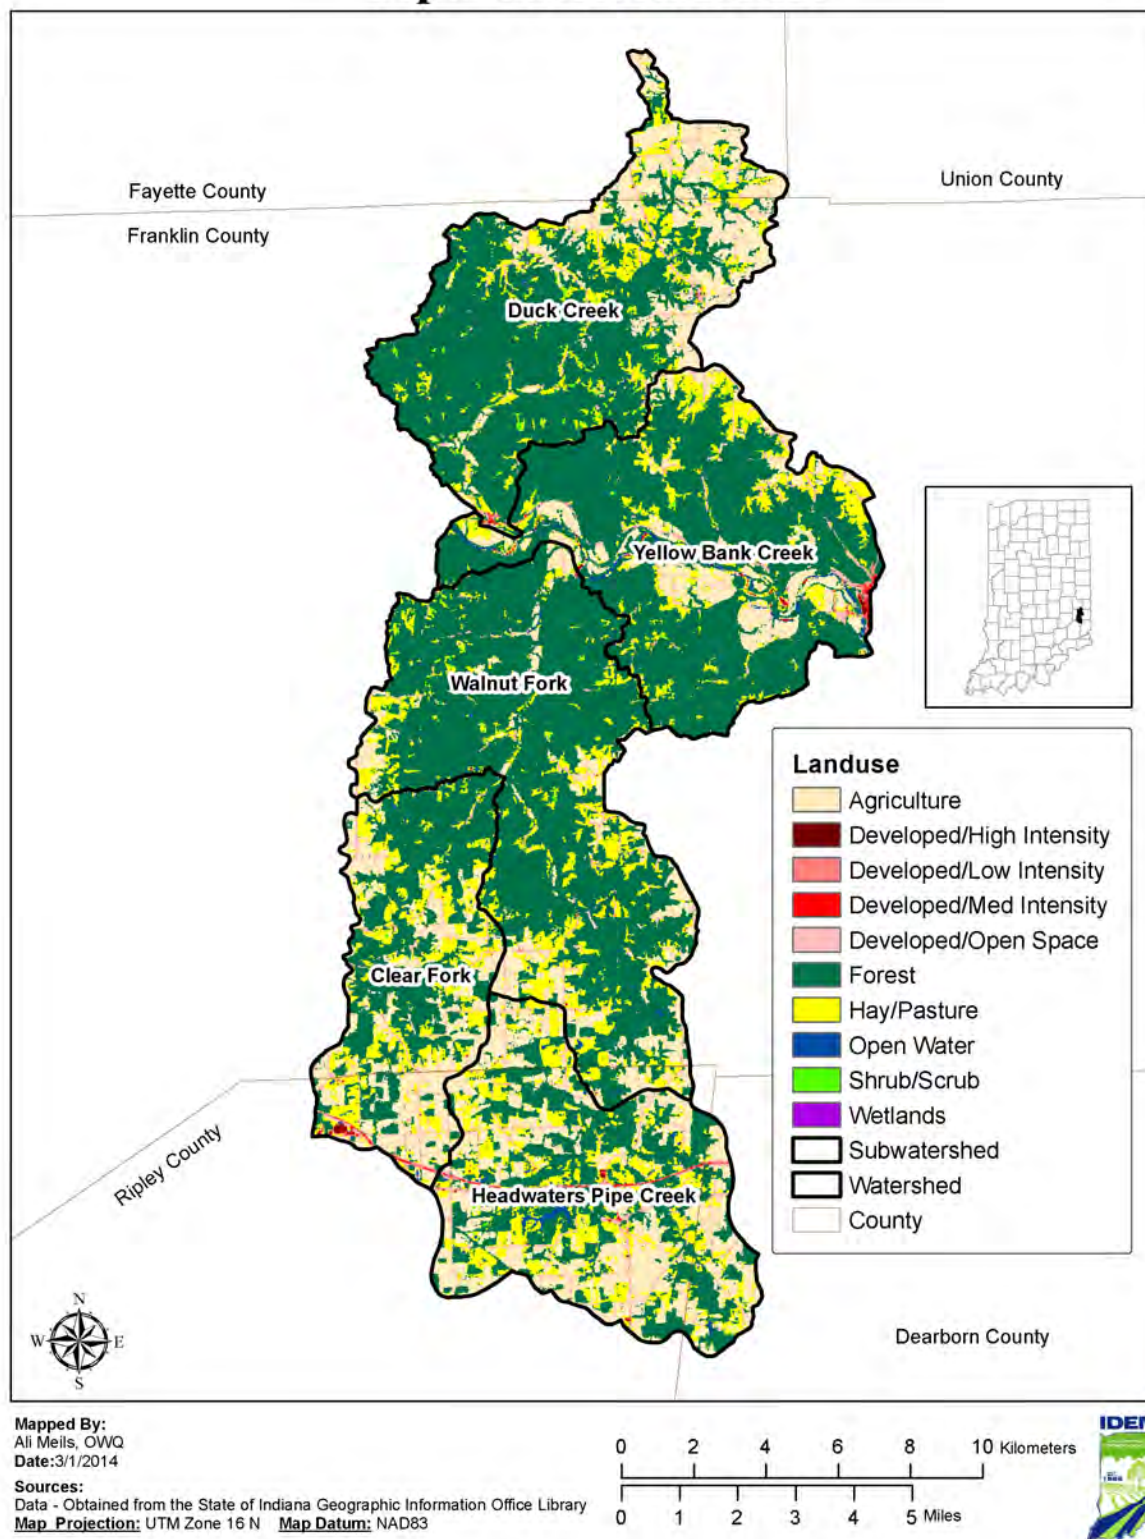 Fayette County
Union County
Franklin County
Duck Creek
Yellow Bank Creek
Walnut Fork
Clear Fork
Headwaters Pipe Creek
Ripley County
Dearborn County
Landuse
Agriculture
Developed/High Intensity
Developed/Low Intensity
Developed/Med Intensity
Developed/Open Space
Forest
Hay/Pasture
Open Water
Shrub/Scrub
Wetlands
Subwatershed
Watershed
County
N
W E
S
Mapped By:
Ali Meils, OWQ
Date:3/1/2014
Sources:
Data - Obtained from the State of Indiana Geographic Information Office Library
Map Projection: UTM Zone 16 N Map Datum: NAD83
0 2 4 6 8 10 Kilometers
0 1 2 3 4 5 Miles
IDEM